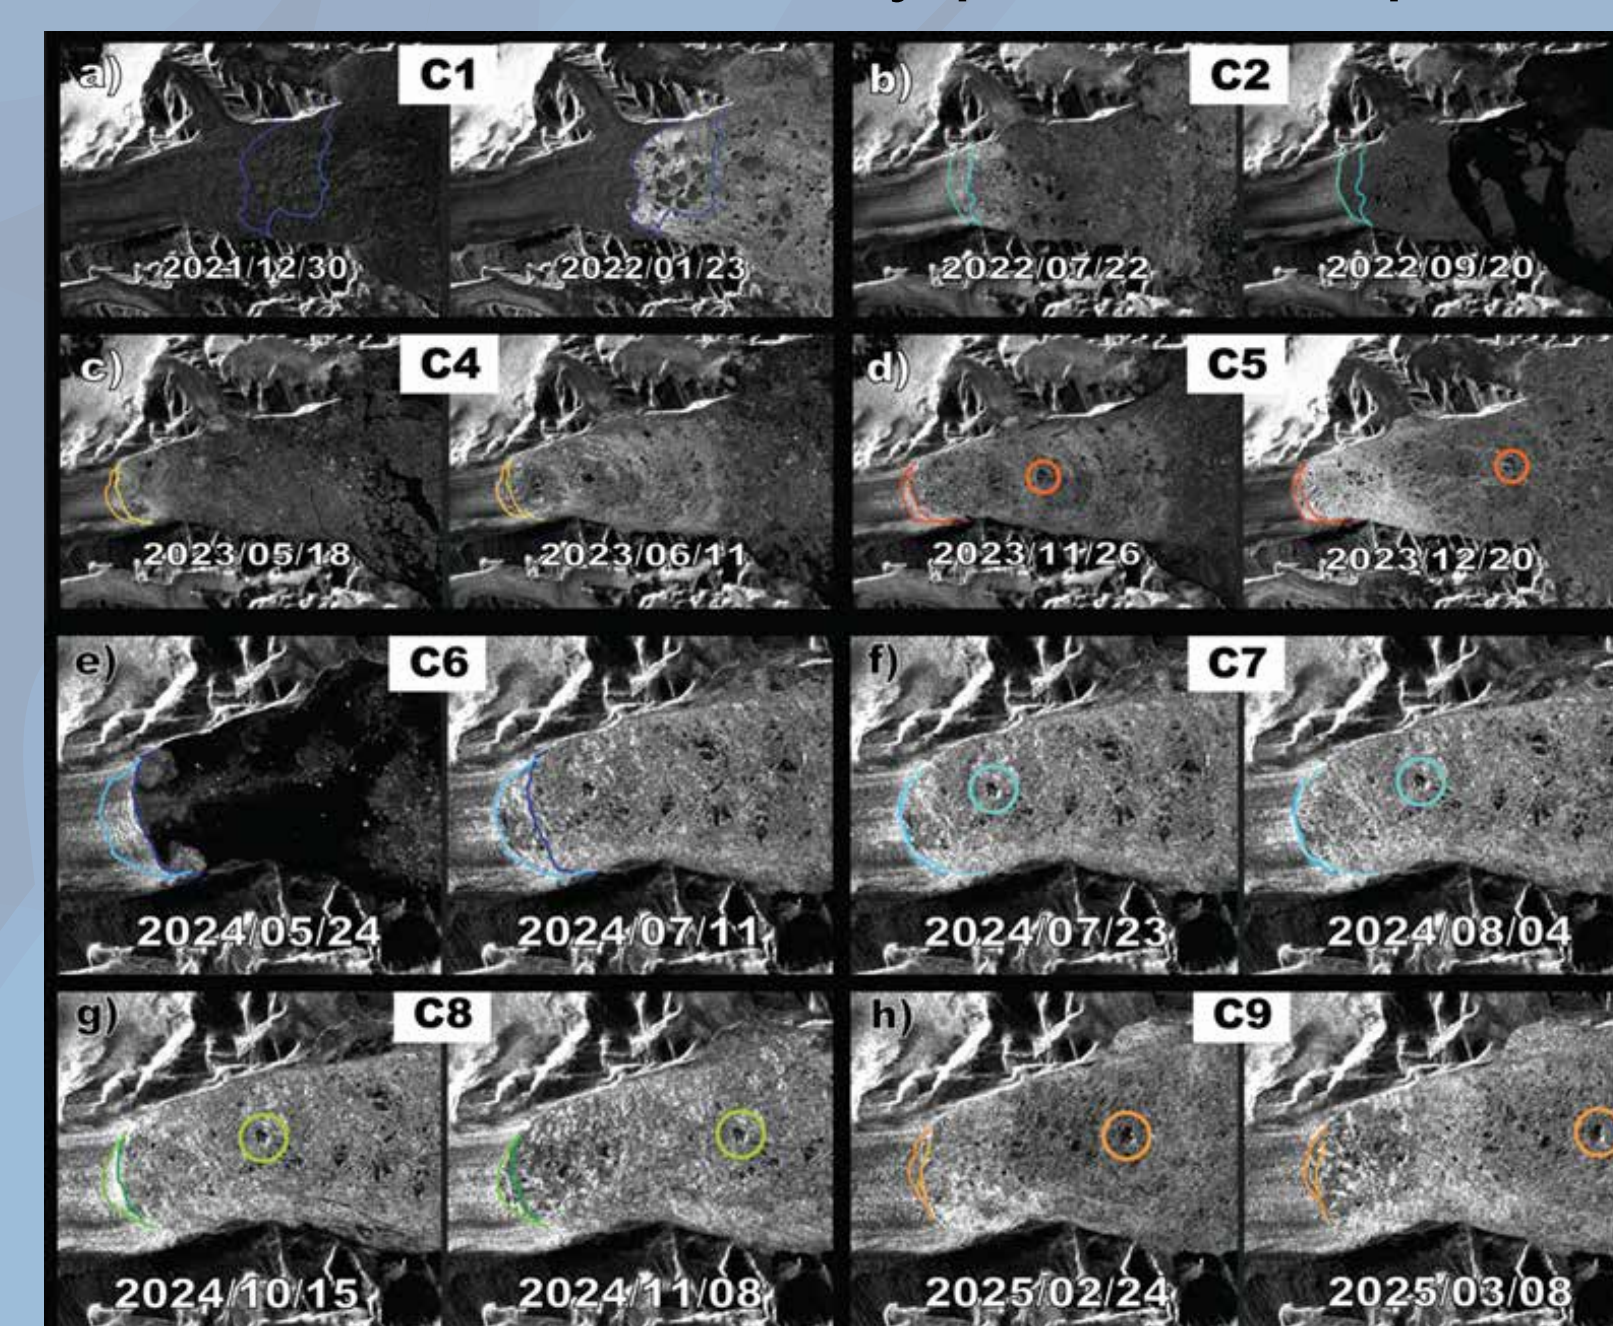 a) C1 b) C2
2021/12/30 2022/01/23 2022/07/22 2022/09/20
c) C4 d) C5
2023/05/18 2023/06/11 2023/11/26 2023/12/20
e) C6 f) C7
2024/05/24 2024/07/11 2024/07/23 2024/08/04
g) C8 h) C9
2024/10/15 2024/11/08 2025/02/24 2025/03/08